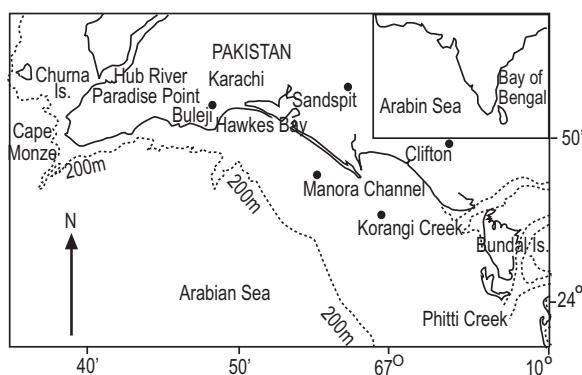 PAKISTAN
Churna
Is.
Hub River
Karachi
Paradise Point
Sandspit
Buleji
Hawkes Bay
Cape
Monze
200m
Arabin Sea
Bay of
Bengal
50'
Clifton
200m
Manora Channel
Korangi Creek
Bundal Is.
N
Arabian Sea
24°
200m
Phitti Creek
40'
50'
67O
10°